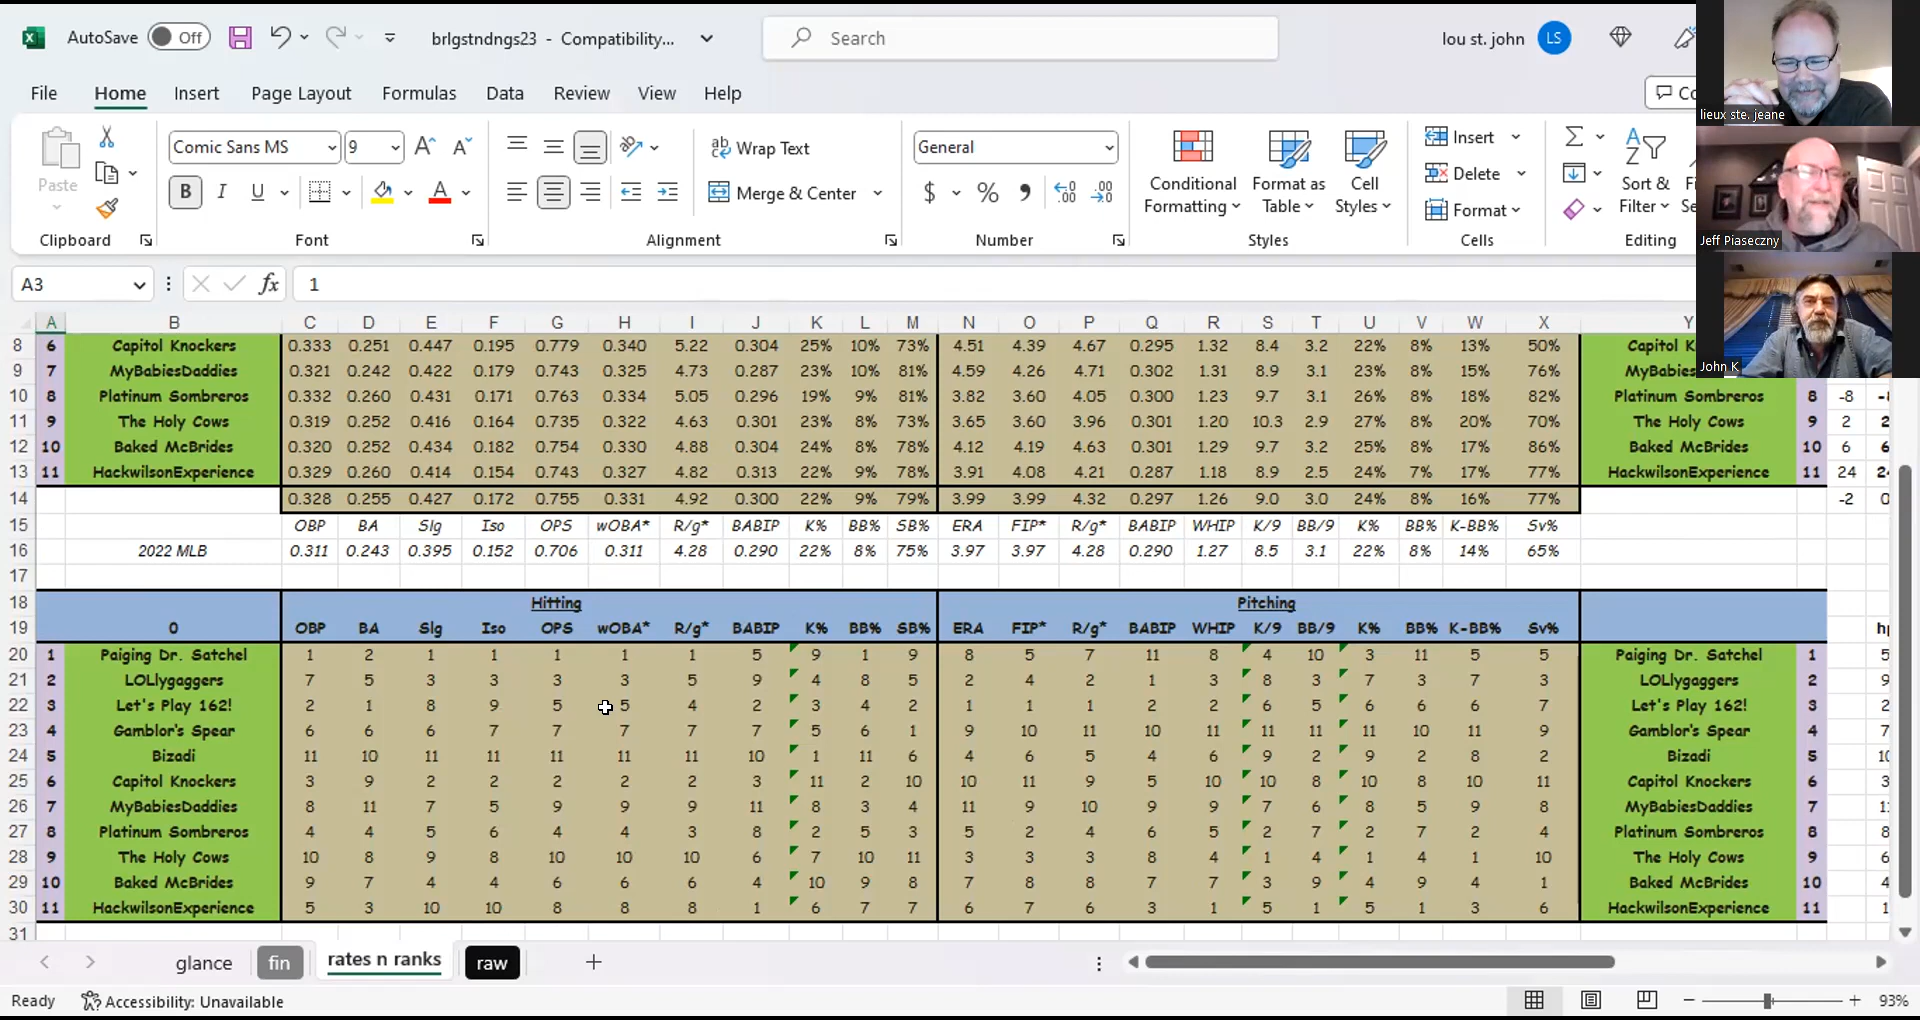 AutoSave Off brlgstndngs23 - Compatibility... Search lou st. john LS
File Home Insert Page Layout Formulas Data Review View Help
Paste Comic Sans MS 9 A A Wrap Text General Conditional Formatting Format as Table Cell Styles Insert Delete Format Sort & Filter
B I U A Merge & Center $ % 9 .00
Clipboard Font Alignment Number Styles Cells Editing
lieux ste. jeane
Jeff Piaseczny
John K
A3 fx 1
A B C D E F G H I J K L M N O P Q R S T U V W X Y
8 6 Capitol Knockers 0.333 0.251 0.447 0.195 0.779 0.340 5.22 0.304 25% 10% 73% 4.51 4.39 4.67 0.295 1.32 8.4 3.2 22% 8% 13% 50% Capitol K
9 7 MyBabiesDaddies 0.321 0.242 0.422 0.179 0.743 0.325 4.73 0.287 23% 10% 81% 4.59 4.26 4.71 0.302 1.31 8.9 3.1 23% 8% 15% 76% MyBabies
10 8 Platinum Sombreros 0.332 0.260 0.431 0.171 0.763 0.334 5.05 0.296 19% 9% 81% 3.82 3.60 4.05 0.300 1.23 9.7 3.1 26% 8% 18% 82% Platinum Sombreros 8 -8
11 9 The Holy Cows 0.319 0.252 0.416 0.164 0.735 0.322 4.63 0.301 23% 8% 73% 3.65 3.60 3.96 0.301 1.20 10.3 2.9 27% 8% 20% 70% The Holy Cows 9 2 2
12 10 Baked McBrides 0.320 0.252 0.434 0.182 0.754 0.330 4.88 0.304 24% 8% 78% 4.12 4.19 4.63 0.301 1.29 9.7 3.2 25% 8% 17% 86% Baked McBrides 10 6 6
13 11 HackwilsonExperience 0.329 0.260 0.414 0.154 0.743 0.327 4.82 0.313 22% 9% 78% 3.91 4.08 4.21 0.287 1.18 8.9 2.5 24% 7% 17% 77% HackwilsonExperience 11 24
14 0.328 0.255 0.427 0.172 0.755 0.331 4.92 0.300 22% 9% 79% 3.99 3.99 4.32 0.297 1.26 9.0 3.0 24% 8% 16% 77% -2 0
15 OBP BA Slg Iso OPS wOBA* R/g* BABIP K% BB% SB% ERA FIP* R/g* BABIP WHIP K/9 BB/9 K% BB% K-BB% Sv%
16 2022 MLB 0.311 0.243 0.395 0.152 0.706 0.311 4.28 0.290 22% 8% 75% 3.97 3.97 4.28 0.290 1.27 8.5 3.1 22% 8% 14% 65%
17
18 Hitting Pitching
19 0 OBP BA Slg Iso OPS wOBA* R/g* BABIP K% BB% SB% ERA FIP* R/g* BABIP WHIP K/9 BB/9 K% BB% K-BB% Sv%
20 1 Paiging Dr. Satchel 1 2 1 1 1 1 1 5 9 1 9 8 5 7 11 8 4 10 3 11 5 5 Paiging Dr. Satchel 1 5
21 2 LOLlygaggers 7 5 3 3 3 3 5 9 4 8 5 2 4 2 1 3 8 3 7 3 7 3 LOLlygaggers 2 9
22 3 Let's Play 162! 2 1 8 9 5 5 4 2 3 4 2 1 1 1 2 2 6 5 6 6 6 7 Let's Play 162! 3 2
23 4 Gamblor's Spear 6 6 6 7 7 7 7 7 5 6 1 9 10 11 10 11 11 11 11 10 11 9 Gamblor's Spear 4 7
24 5 Bizadi 11 10 11 11 11 11 11 10 1 11 6 4 6 5 4 6 9 2 9 2 8 2 Bizadi 5
25 6 Capitol Knockers 3 9 2 2 2 2 2 3 11 2 10 10 11 9 5 10 10 8 10 8 10 11 Capitol Knockers 6 3
26 7 MyBabiesDaddies 8 11 7 5 9 9 9 11 8 3 4 11 9 10 9 9 7 6 8 5 9 8 MyBabiesDaddies 7
27 8 Platinum Sombreros 4 4 5 6 4 4 3 8 2 5 3 5 2 4 6 5 2 7 2 7 2 4 Platinum Sombreros 8 8
28 9 The Holy Cows 10 8 9 8 10 10 10 6 7 10 11 3 3 3 8 4 1 4 1 4 1 10 The Holy Cows 9 6
29 10 Baked McBrides 9 7 4 4 6 6 6 4 10 9 8 7 8 8 7 7 3 9 4 9 4 1 Baked McBrides 10 4
30 11 HackwilsonExperience 5 3 10 10 8 8 8 1 6 7 7 6 7 6 3 1 5 1 5 1 3 6 HackwilsonExperience 11
31
glance fin rates n ranks raw
Ready Accessibility: Unavailable 93%